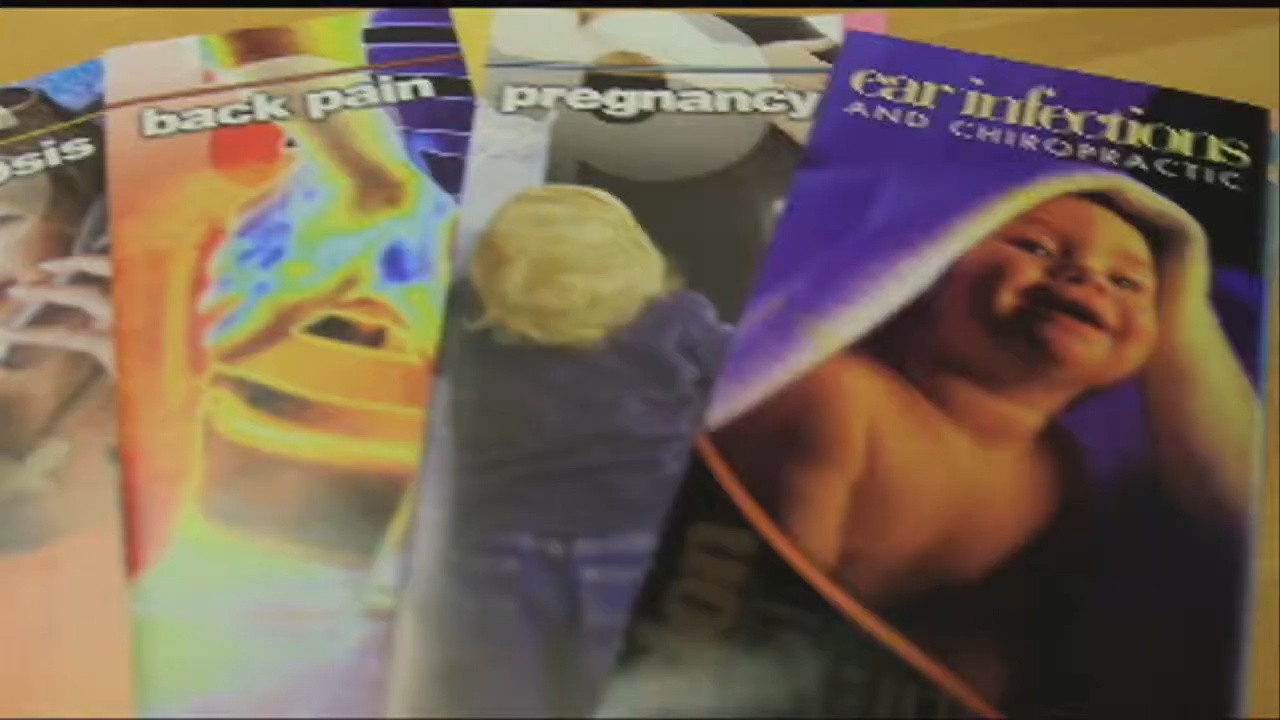 osis
back pain
pregnancy
ear infections
AND CHIROPRACTIC